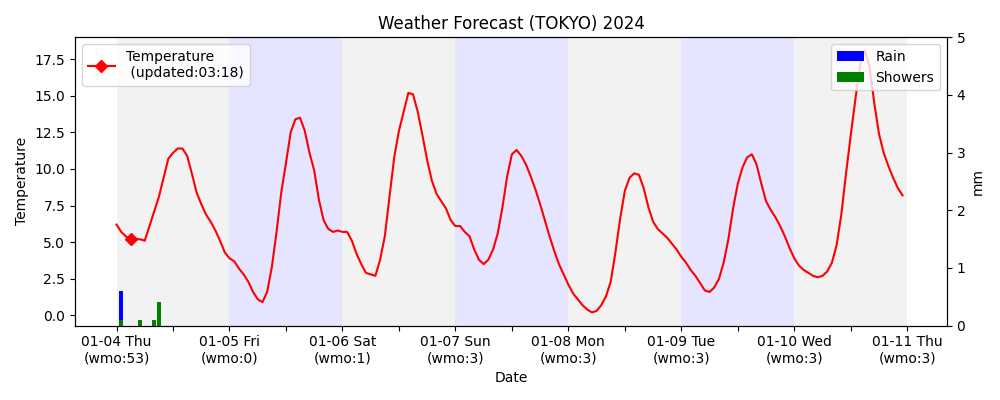 Weather Forecast (TOKYO) 2024
Temperature
(updated:03:18)
Rain
Showers
Temperature
17.5
15.0
12.5
10.0
7.5
5.0
2.5
0.0
5
4
3
2
1
0
mm
01-04 Thu
(wmo:53)
01-05 Fri
(wmo:0)
01-06 Sat
(wmo:1)
01-07 Sun
(wmo:3)
01-08 Mon
(wmo:3)
01-09 Tue
(wmo:3)
01-10 Wed
(wmo:3)
01-11 Thu
(wmo:3)
Date